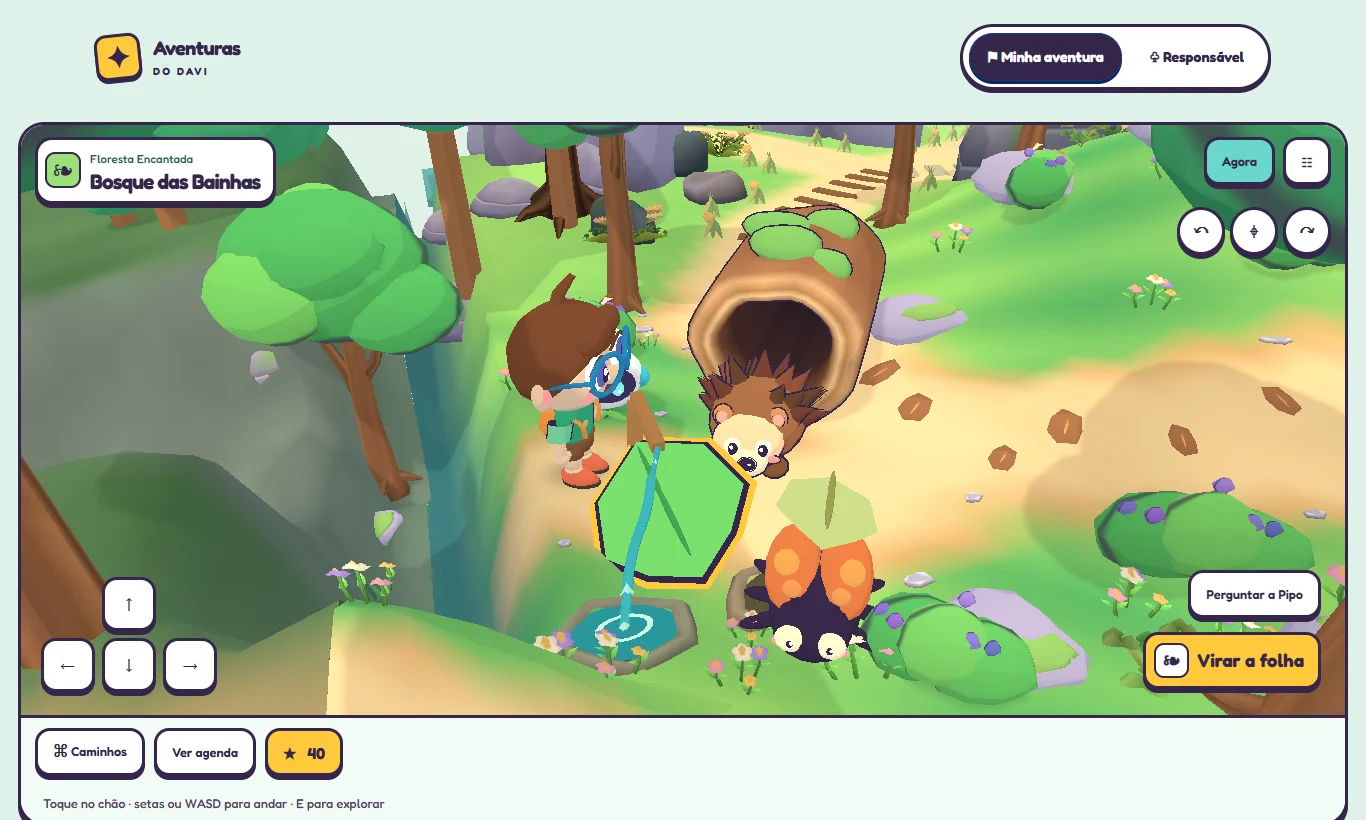 Aventuras
DO DAVI
Minha aventura
Responsável
Floresta Encantada
Bosque das Bainhas
Agora
Perguntar a Pipo
Virar a folha
Caminhos
Ver agenda
★ 40
Toque no chão · setas ou WASD para andar · E para explorar